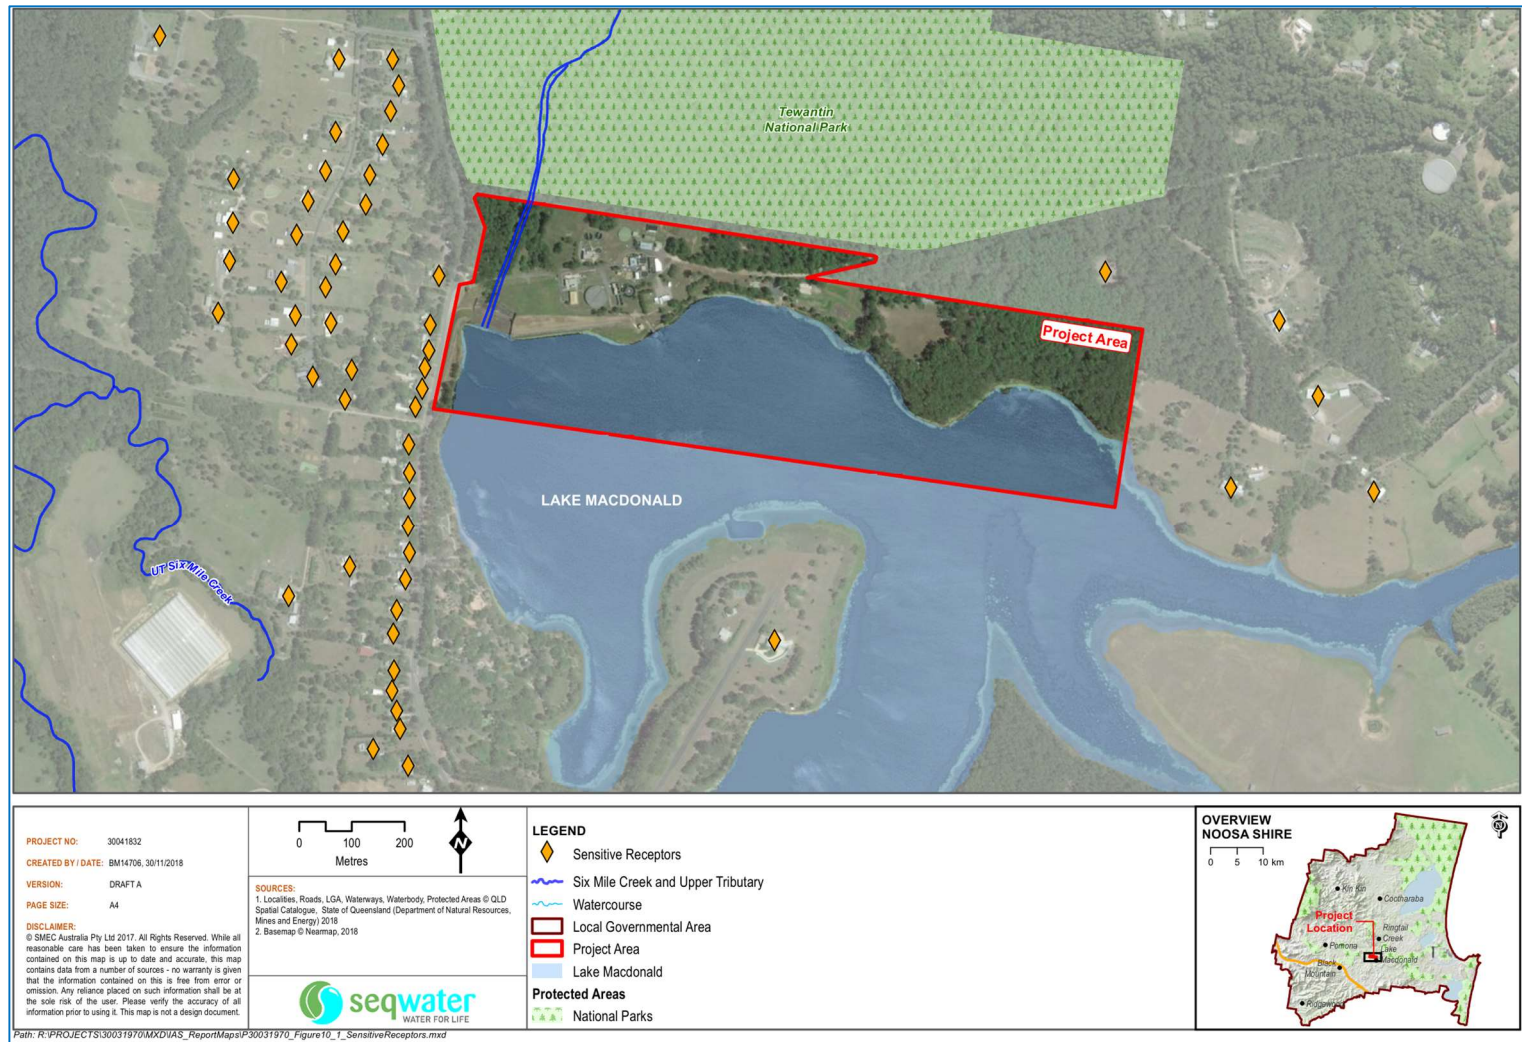 Tewantin
National Park
Project Area
LAKE MACDONALD
UT Six Mile Creek
PROJECT NO: 30041832
CREATED BY / DATE: BM14706, 30/11/2018
VERSION: DRAFT A
PAGE SIZE: A4
DISCLAIMER:
© SMEC Australia Pty Ltd 2017. All Rights Reserved. While all
reasonable care has been taken to ensure the information
contained on this map is up to date and accurate, this map
contains data from a number of sources - no warranty is given
that the information contained on this is free from error or
omission. Any reliance placed on such information shall be at
the sole risk of the user. Please verify the accuracy of all
information prior to using it. This map is not a design document.
0 100 200
Metres
N
SOURCES:
1. Localities, Roads, LGA, Waterways, Waterbody, Protected Areas © QLD
Spatial Catalogue, State of Queensland (Department of Natural Resources,
Mines and Energy) 2018
2. Basemap © Nearmap, 2018
seqwater
WATER FOR LIFE
LEGEND
Sensitive Receptors
Six Mile Creek and Upper Tributary
Watercourse
Local Governmental Area
Project Area
Lake Macdonald
Protected Areas
National Parks
OVERVIEW
NOOSA SHIRE
0 5 10 km
N
Kin Kin
Cootharaba
Project
Location
Ringtail
Creek
Pomona
Lake
Macdonald
Black
Mountain
Ridgewood
Path: R:\PROJECTS\30031970\MXD\IAS_ReportMaps\P30031970_Figure10_1_SensitiveReceptors.mxd